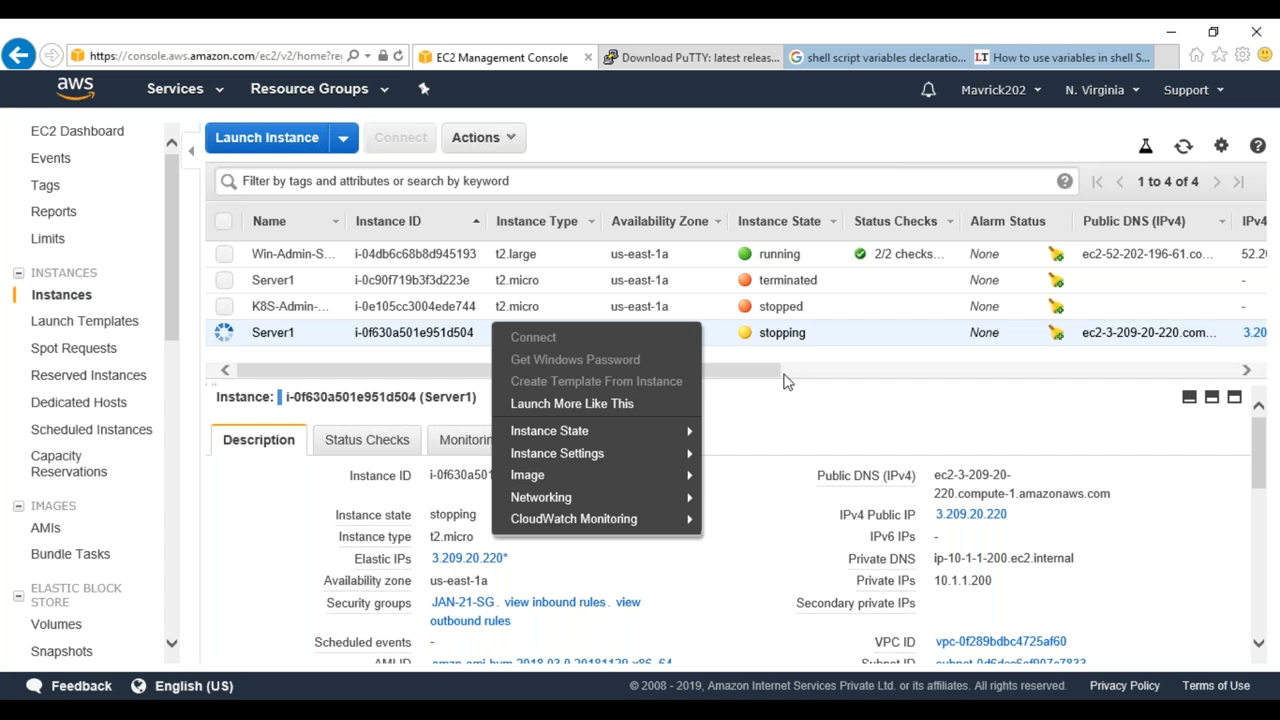 https://console.aws.amazon.com/ec2/v2/home?re EC2 Management Console Download PuTTY: latest releas... shell script variables declaratio... LT How to use variables in shell S...
aws Services Resource Groups Mavrick202 N. Virginia Support
EC2 Dashboard
Events
Tags
Reports
Limits
INSTANCES
Instances
Launch Templates
Spot Requests
Reserved Instances
Dedicated Hosts
Scheduled Instances
Capacity
Reservations
IMAGES
AMIs
Bundle Tasks
ELASTIC BLOCK
STORE
Volumes
Snapshots
Launch Instance Connect Actions
Filter by tags and attributes or search by keyword 1 to 4 of 4
Name Instance ID Instance Type Availability Zone Instance State Status Checks Alarm Status Public DNS (IPv4) IPv4
Win-Admin-S... i-04db6c68b8d945193 t2.large us-east-1a running 2/2 checks... None ec2-52-202-196-61.co... 52.20
Server1 i-0c90f719b3f3d223e t2.micro us-east-1a terminated None -
K8S-Admin-... i-0e105cc3004ede744 t2.micro us-east-1a stopped None -
Server1 i-0f630a501e951d504 stopping None ec2-3-209-20-220.com... 3.20
Connect
Get Windows Password
Create Template From Instance
Launch More Like This
Instance State
Instance Settings
Image
Networking
CloudWatch Monitoring
Instance: i-0f630a501e951d504 (Server1)
Description Status Checks Monitorin
Instance ID i-0f630a501
Instance state stopping
Instance type t2.micro
Elastic IPs 3.209.20.220*
Availability zone us-east-1a
Security groups JAN-21-SG. view inbound rules. view
outbound rules
Scheduled events -
AMI ID amzn-ami-hvm-2018.03.0.20181129-x86_64
Public DNS (IPv4) ec2-3-209-20-
220.compute-1.amazonaws.com
IPv4 Public IP 3.209.20.220
IPv6 IPs -
Private DNS ip-10-1-1-200.ec2.internal
Private IPs 10.1.1.200
Secondary private IPs
VPC ID vpc-0f289bdbc4725af60
Subnet ID
Feedback English (US) © 2008 - 2019, Amazon Internet Services Private Ltd. or its affiliates. All rights reserved. Privacy Policy Terms of Use